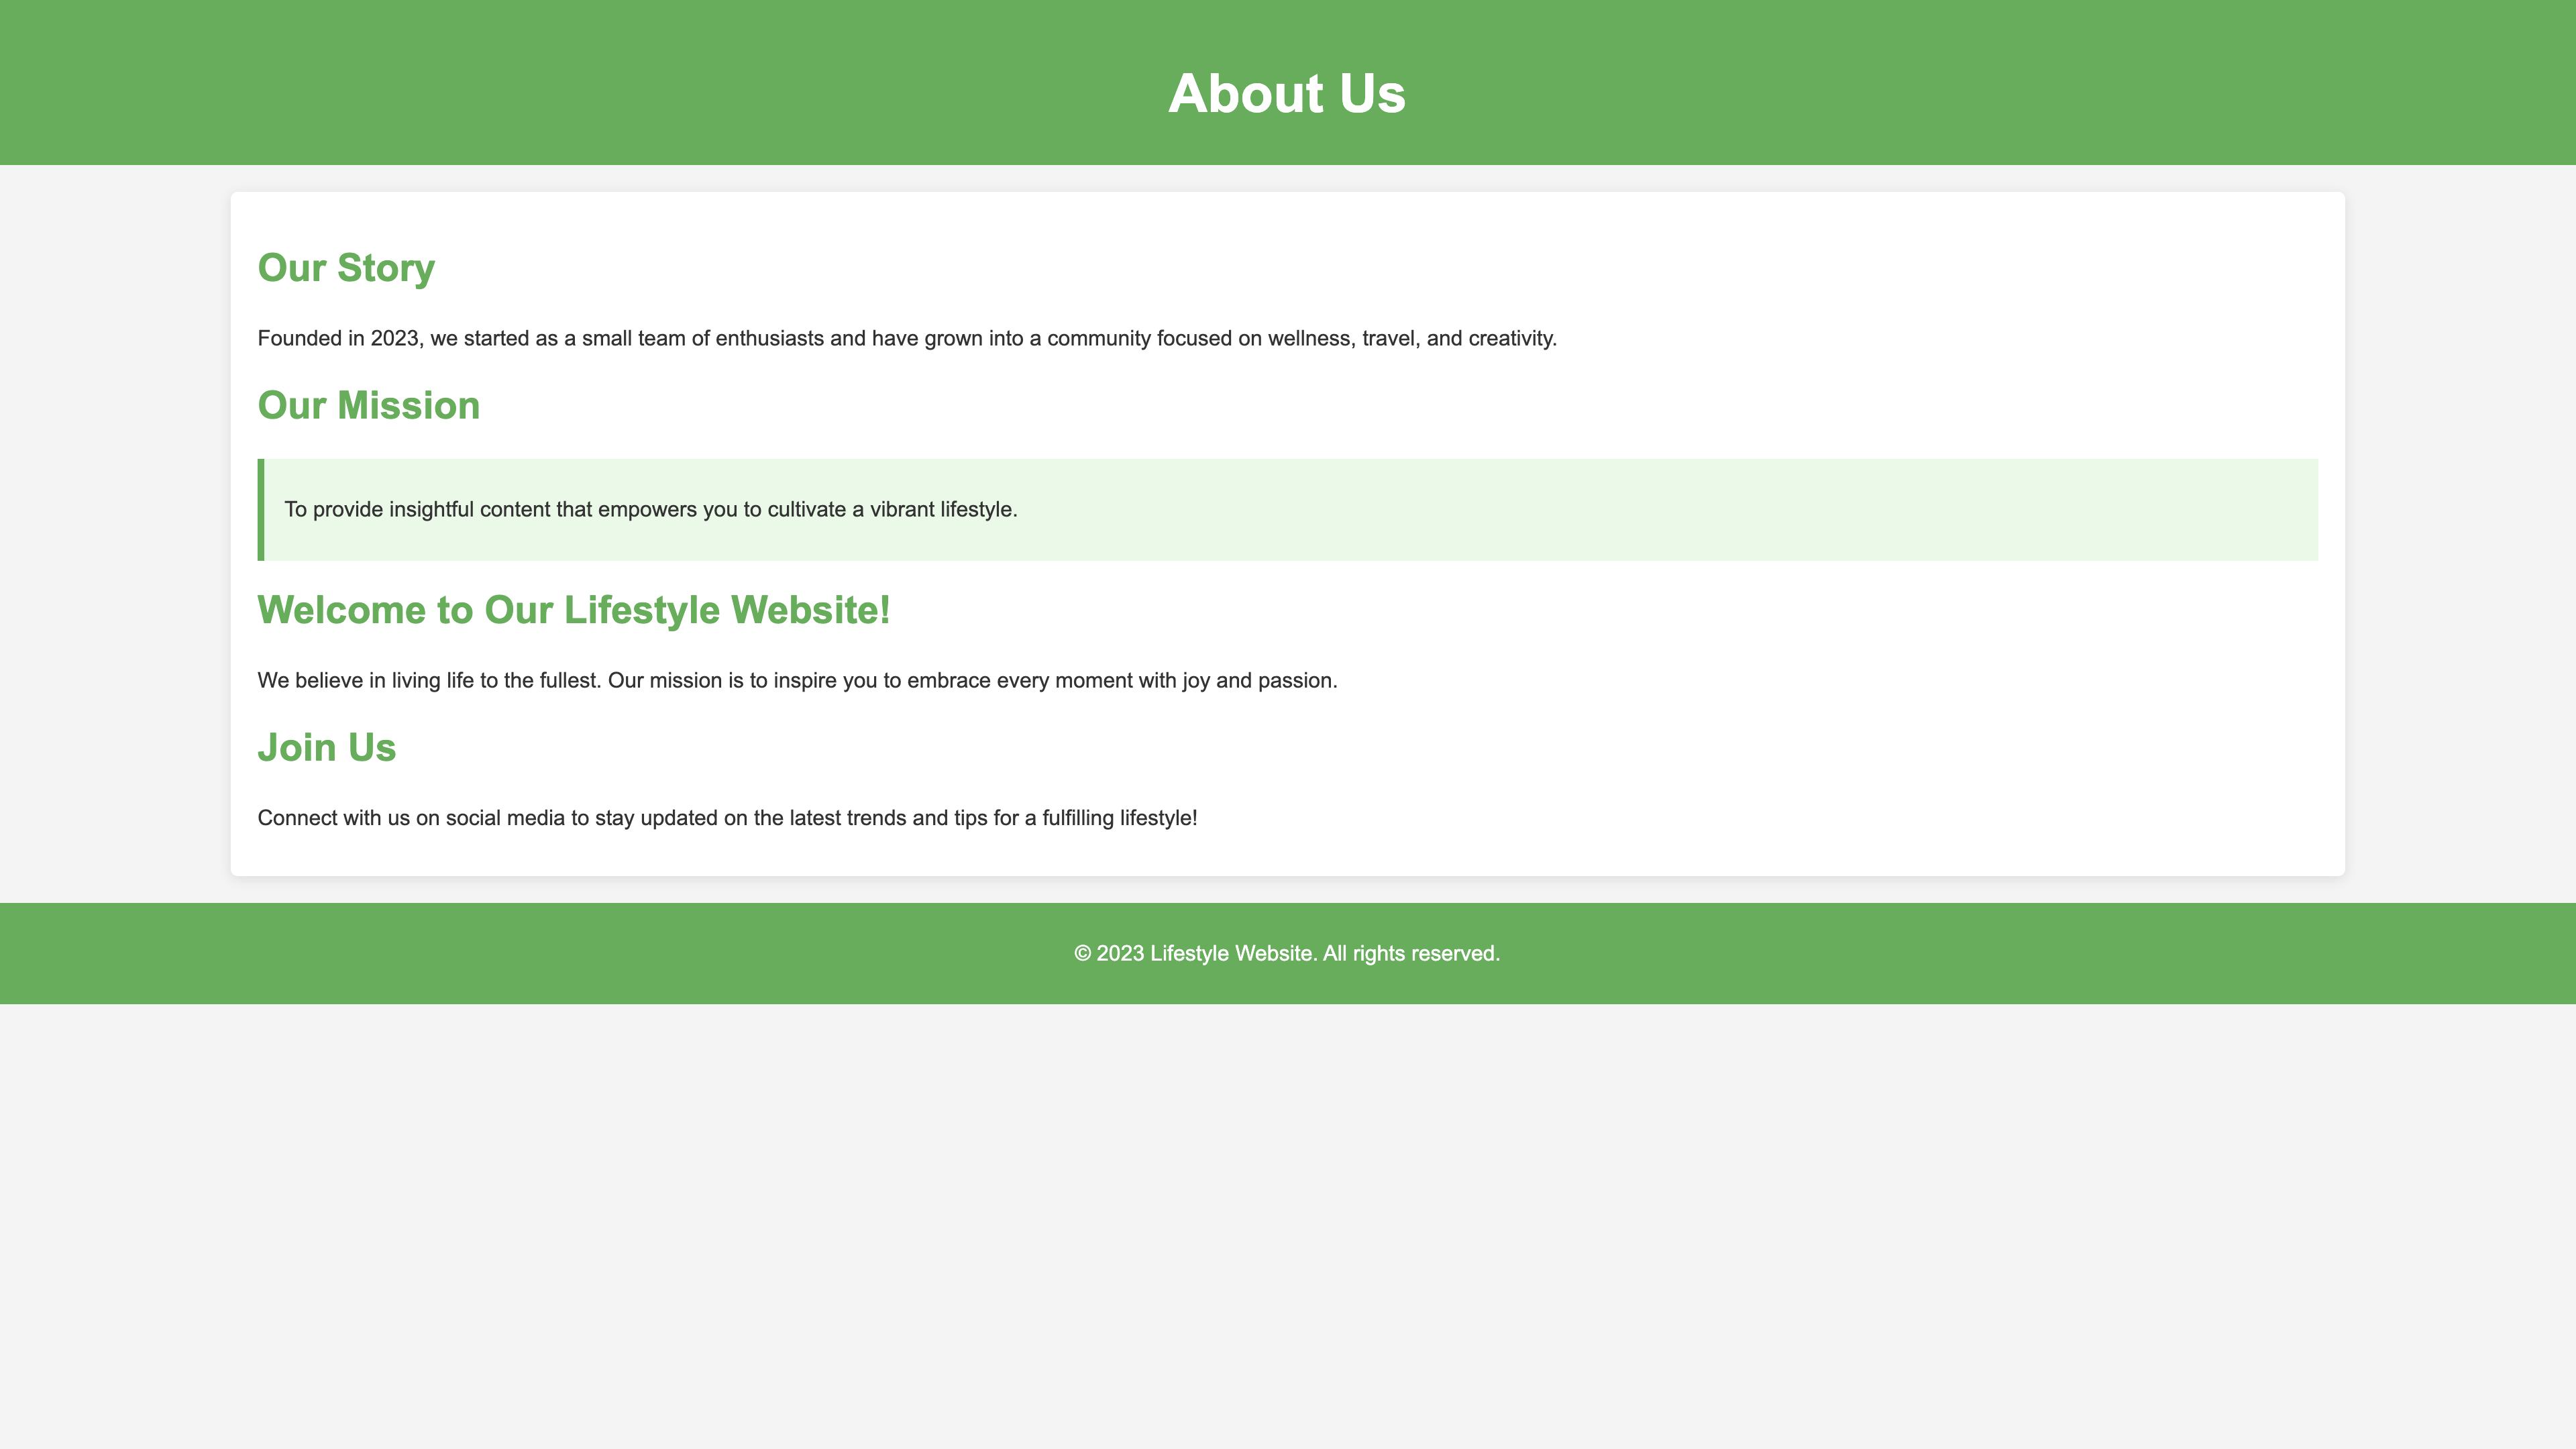 About Us
Our Story
Founded in 2023, we started as a small team of enthusiasts and have grown into a community focused on wellness, travel, and creativity.
Our Mission
To provide insightful content that empowers you to cultivate a vibrant lifestyle.
Welcome to Our Lifestyle Website!
We believe in living life to the fullest. Our mission is to inspire you to embrace every moment with joy and passion.
Join Us
Connect with us on social media to stay updated on the latest trends and tips for a fulfilling lifestyle!
© 2023 Lifestyle Website. All rights reserved.